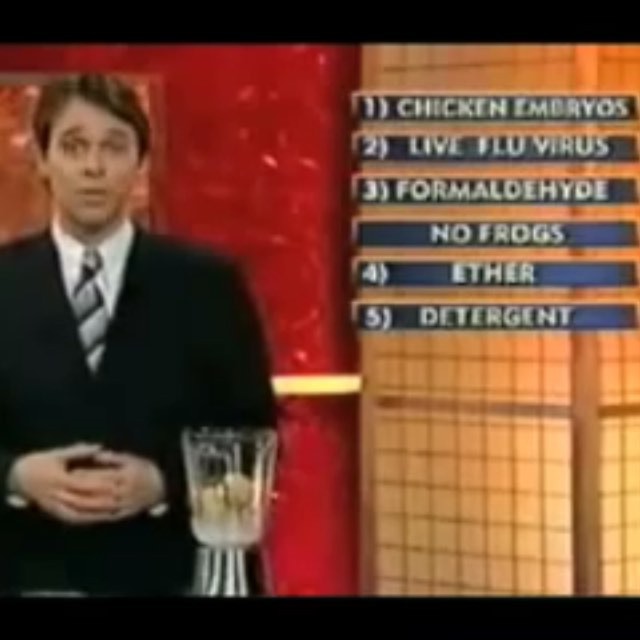 1) CHICKEN EMBRYOS
2) LIVE FLU VIRUS
3) FORMALDEHYDE
NO FROGS
4) ETHER
5) DETERGENT